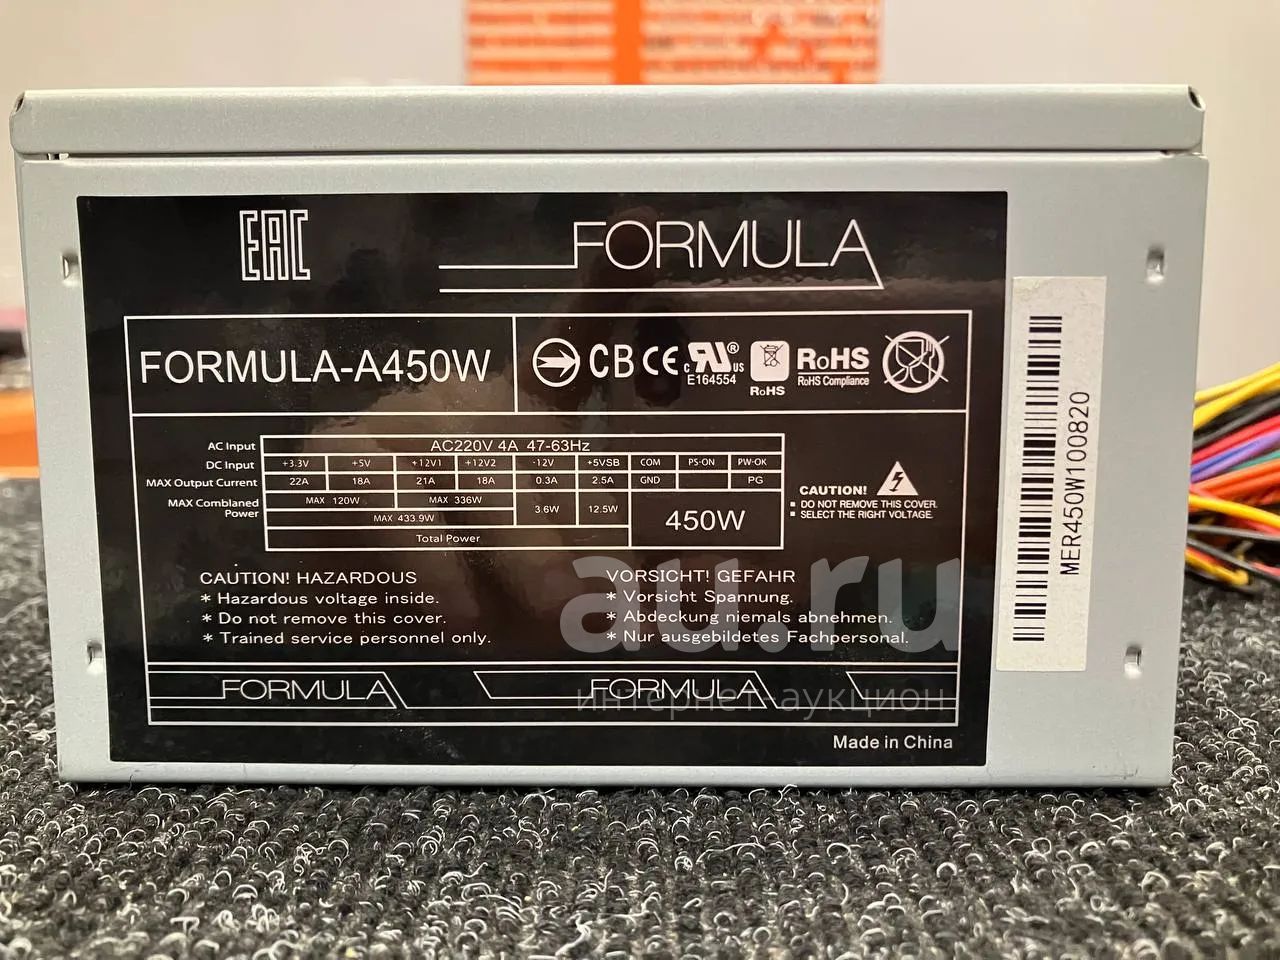 EAC
FORMULA
FORMULA-A450W
CB CE c RU ® US
E164554
RoHS
RoHS
RoHS Compliance
AC Input AC220V 4A 47-63Hz
DC Input +3.3V +5V +12V1 +12V2 -12V +5VSB COM PS-ON PW-OK
MAX Output Current 22A 18A 21A 18A 0.3A 2.5A GND PG
MAX Comblaned Power MAX 120W MAX 336W 3.6W 12.5W 450W
MAX 433.9W
Total Power
CAUTION!
DO NOT REMOVE THIS COVER.
SELECT THE RIGHT VOLTAGE.
CAUTION! HAZARDOUS
* Hazardous voltage inside.
* Do not remove this cover.
* Trained service personnel only.
VORSICHT! GEFAHR
* Vorsicht Spannung.
* Abdeckung niemals abnehmen.
* Nur ausgebildetes Fachpersonal.
FORMULA FORMULA
Made in China
MER450W100820
au.ru
интернет-аукцион